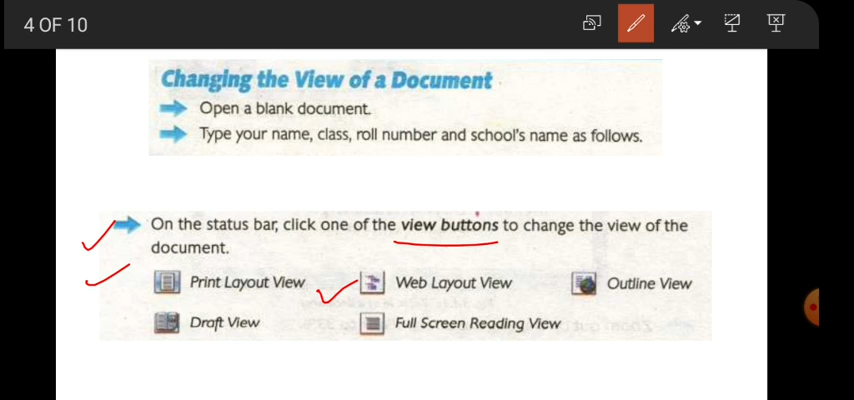 4 OF 10
Changing the View of a Document
Open a blank document.
Type your name, class, roll number and school's name as follows.
On the status bar, click one of the view buttons to change the view of the
document.
Print Layout View Web Layout View Outline View
Draft View Full Screen Reading View